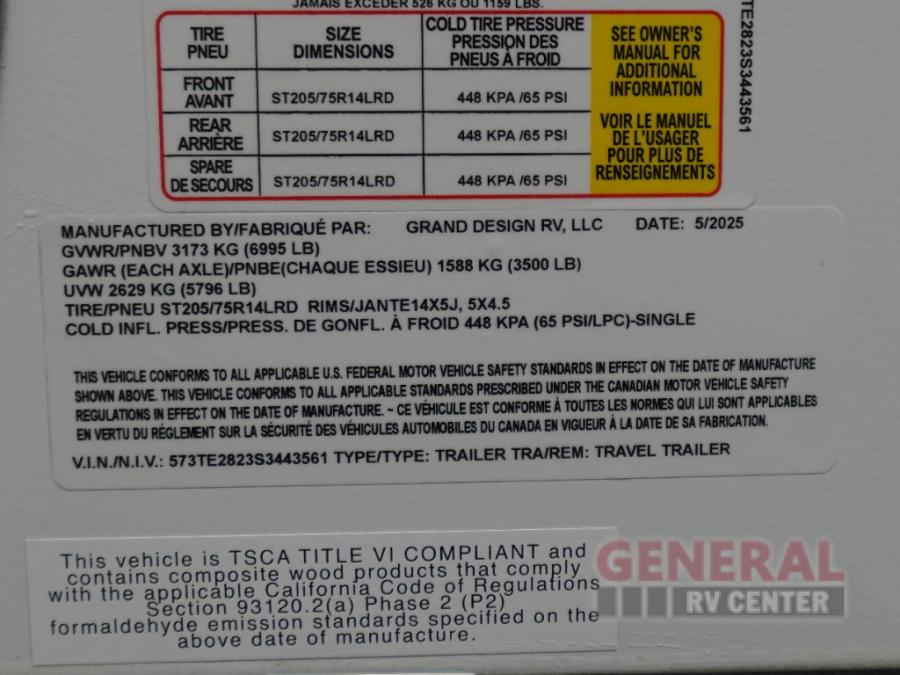 JAMAIS EXCÉDER 526 KG OU 1159 LBS.
TIRE
PNEU
SIZE
DIMENSIONS
COLD TIRE PRESSURE
PRESSION DES
PNEUS À FROID
SEE OWNER'S
MANUAL FOR
ADDITIONAL
INFORMATION
FRONT
AVANT
ST205/75R14LRD
448 KPA /65 PSI
REAR
ARRIÈRE
ST205/75R14LRD
448 KPA /65 PSI
VOIR LE MANUEL
DE L'USAGER
POUR PLUS DE
RENSEIGNEMENTS
SPARE
DE SECOURS
ST205/75R14LRD
448 KPA /65 PSI
TE2823S3443561
MANUFACTURED BY/FABRIQUÉ PAR: GRAND DESIGN RV, LLC DATE: 5/2025
GVWR/PNBV 3173 KG (6995 LB)
GAWR (EACH AXLE)/PNBE(CHAQUE ESSIEU) 1588 KG (3500 LB)
UVW 2629 KG (5796 LB)
TIRE/PNEU ST205/75R14LRD RIMS/JANTE14X5J, 5X4.5
COLD INFL. PRESS/PRESS. DE GONFL. À FROID 448 KPA (65 PSI/LPC)-SINGLE
THIS VEHICLE CONFORMS TO ALL APPLICABLE U.S. FEDERAL MOTOR VEHICLE SAFETY STANDARDS IN EFFECT ON THE DATE OF MANUFACTURE
SHOWN ABOVE. THIS VEHICLE CONFORMS TO ALL APPLICABLE STANDARDS PRESCRIBED UNDER THE CANADIAN MOTOR VEHICLE SAFETY
REGULATIONS IN EFFECT ON THE DATE OF MANUFACTURE. ~ CE VÉHICULE EST CONFORME À TOUTES LES NORMES QUI LUI SONT APPLICABLES
EN VERTU DU RÉGLEMENT SUR LA SÉCURITÉ DES VÉHICULES AUTOMOBILES DU CANADA EN VIGUEUR À LA DATE DE SA FABRICATION.
V.I.N./N.I.V.: 573TE2823S3443561 TYPE/TYPE: TRAILER TRA/REM: TRAVEL TRAILER
This vehicle is TSCA TITLE VI COMPLIANT and
contains composite wood products that comply
with the applicable California Code of Regulations
Section 93120.2(a) Phase 2 (P2)
formaldehyde emission standards specified on the
above date of manufacture.
GENERAL
RV CENTER